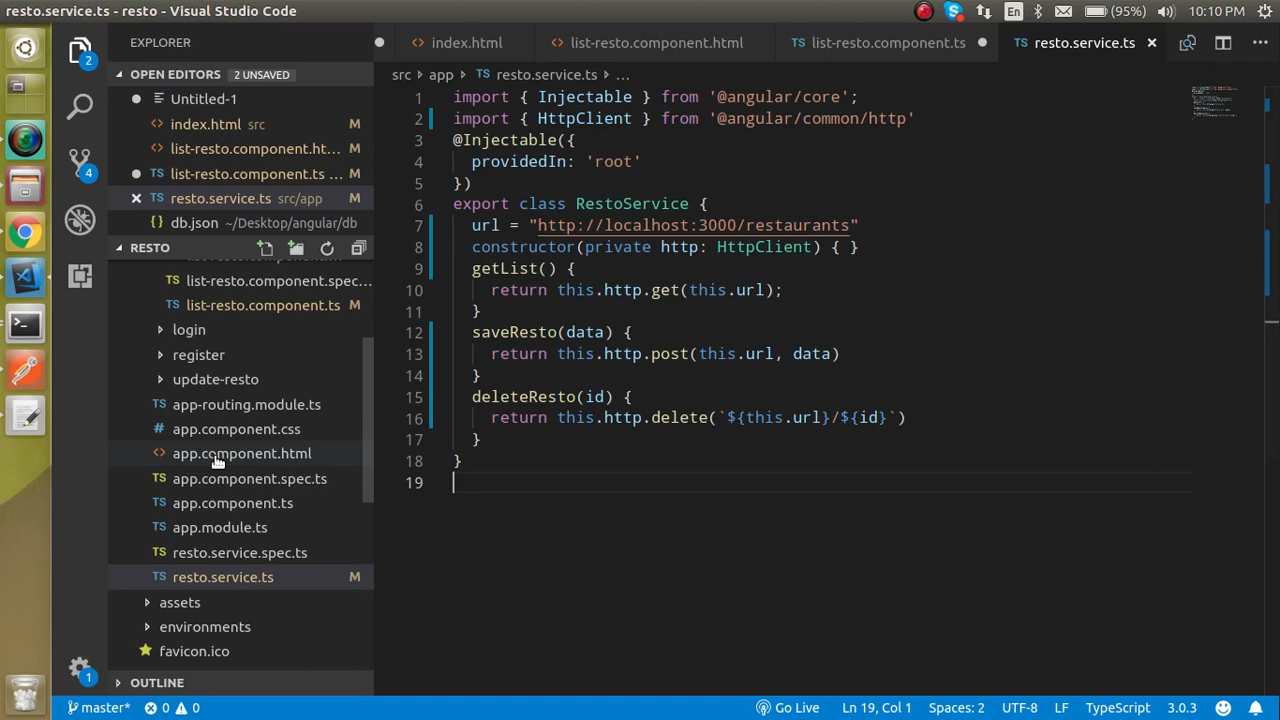 resto.service.ts - resto - Visual Studio Code
En
(95%)
10:10 PM
EXPLORER
OPEN EDITORS
2 UNSAVED
Untitled-1
index.html src M
list-resto.component.ht... M
list-resto.component.ts ... M
resto.service.ts src/app M
{} db.json ~/Desktop/angular/db
RESTO
list-resto.component.spec...
list-resto.component.ts M
login
register
update-resto
app-routing.module.ts
app.component.css
app.component.html
app.component.spec.ts
app.component.ts
app.module.ts
resto.service.spec.ts
resto.service.ts M
assets
environments
favicon.ico
OUTLINE
2
4
1
index.html
list-resto.component.html
TS list-resto.component.ts
TS resto.service.ts
src > app > TS resto.service.ts > ...
1 import { Injectable } from '@angular/core';
2 import { HttpClient } from '@angular/common/http'
3 @Injectable({
4 providedIn: 'root'
5 })
6 export class RestoService {
7 url = "http://localhost:3000/restaurants"
8 constructor(private http: HttpClient) { }
9 getList() {
10 return this.http.get(this.url);
11 }
12 saveResto(data) {
13 return this.http.post(this.url, data)
14 }
15 deleteResto(id) {
16 return this.http.delete(`${this.url}/${id}`)
17 }
18 }
19
master*
0
0
Go Live
Ln 19, Col 1
Spaces: 2
UTF-8
LF
TypeScript
3.0.3